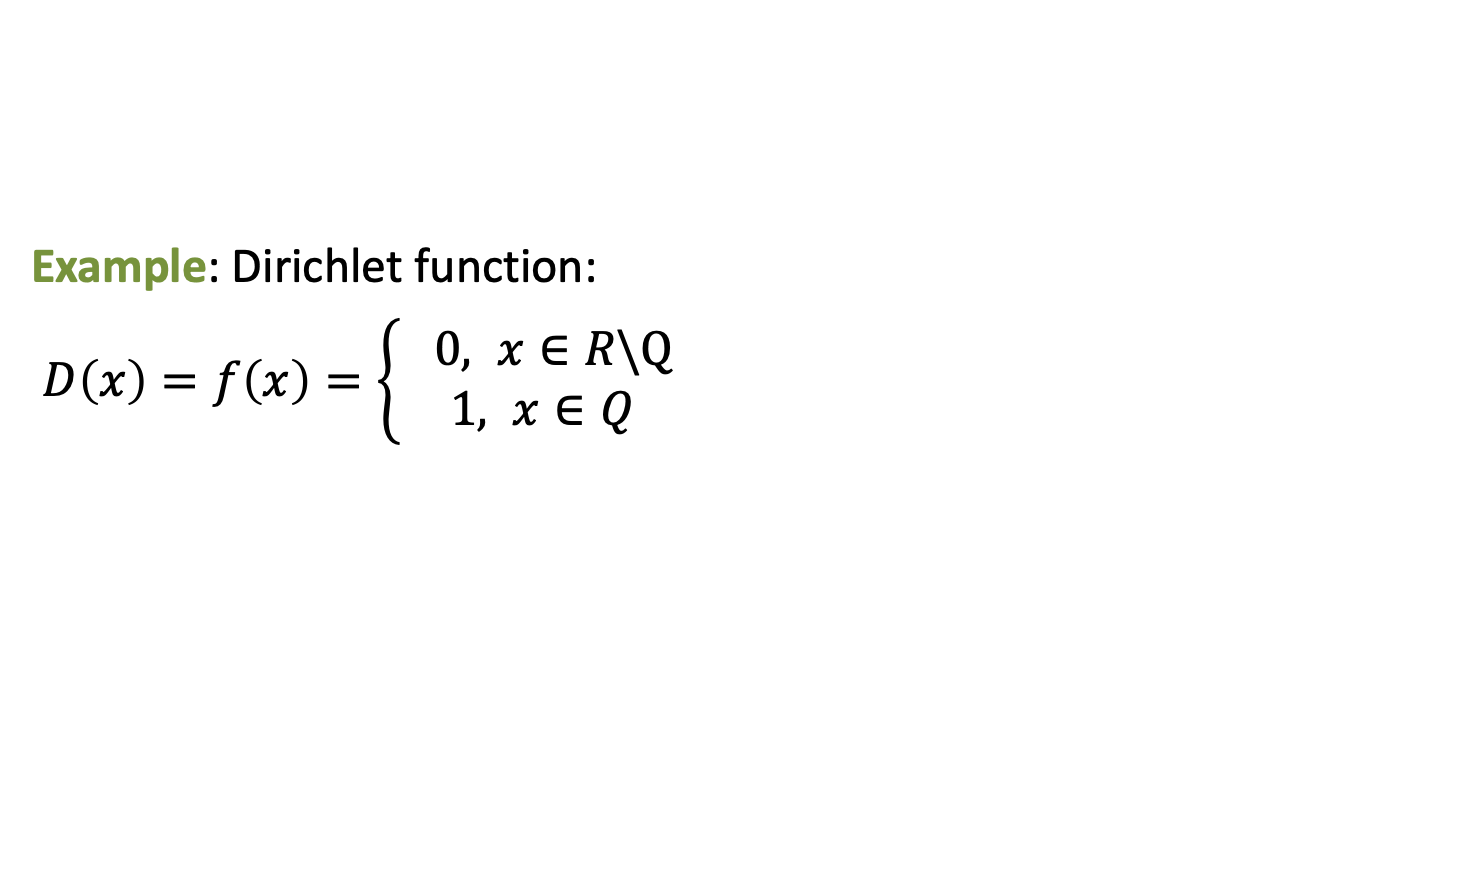 Example: Dirichlet function:
D(x) = f(x) = { 0, x ∈ R\Q
1, x ∈ Q